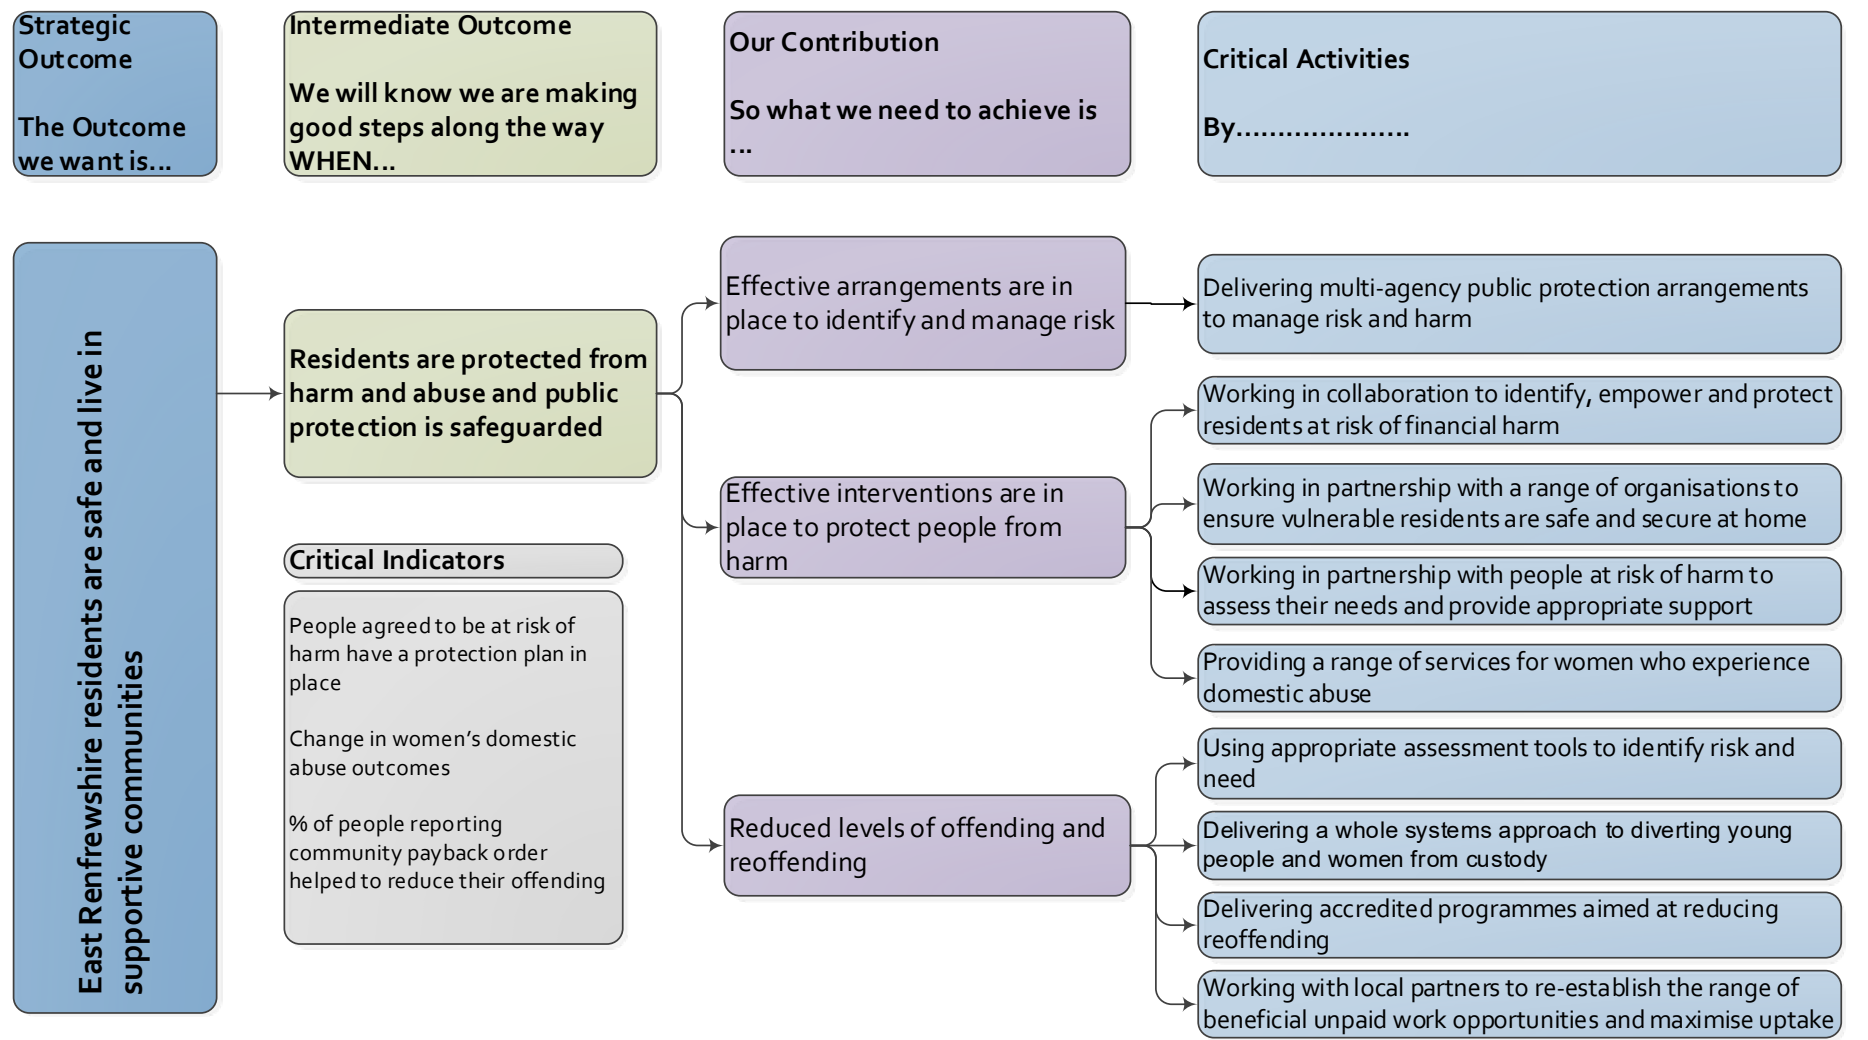 Strategic
Outcome
The Outcome
we want is...
Intermediate Outcome
We will know we are making
good steps along the way
WHEN...
Our Contribution
So what we need to achieve is
...
Critical Activities
By.....................
East Renfrewshire residents are safe and live in
supportive communities
Residents are protected from
harm and abuse and public
protection is safeguarded
Critical Indicators
People agreed to be at risk of
harm have a protection plan in
place
Change in women’s domestic
abuse outcomes
% of people reporting
community payback order
helped to reduce their offending
Effective arrangements are in
place to identify and manage risk
Effective interventions are in
place to protect people from
harm
Reduced levels of offending and
reoffending
Delivering multi-agency public protection arrangements
to manage risk and harm
Working in collaboration to identify, empower and protect
residents at risk of financial harm
Working in partnership with a range of organisations to
ensure vulnerable residents are safe and secure at home
Working in partnership with people at risk of harm to
assess their needs and provide appropriate support
Providing a range of services for women who experience
domestic abuse
Using appropriate assessment tools to identify risk and
need
Delivering a whole systems approach to diverting young
people and women from custody
Delivering accredited programmes aimed at reducing
reoffending
Working with local partners to re-establish the range of
beneficial unpaid work opportunities and maximise uptake